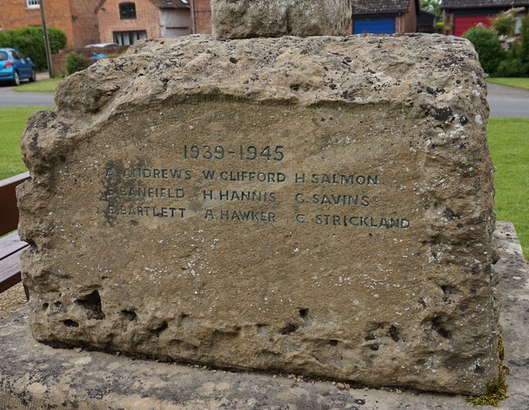 1939-1945
ANDREWS W. CLIFFORD H. SALMON
BANFIELD H. HANNIS C. SAVINS
BARTLETT A. HAWKER C. STRICKLAND